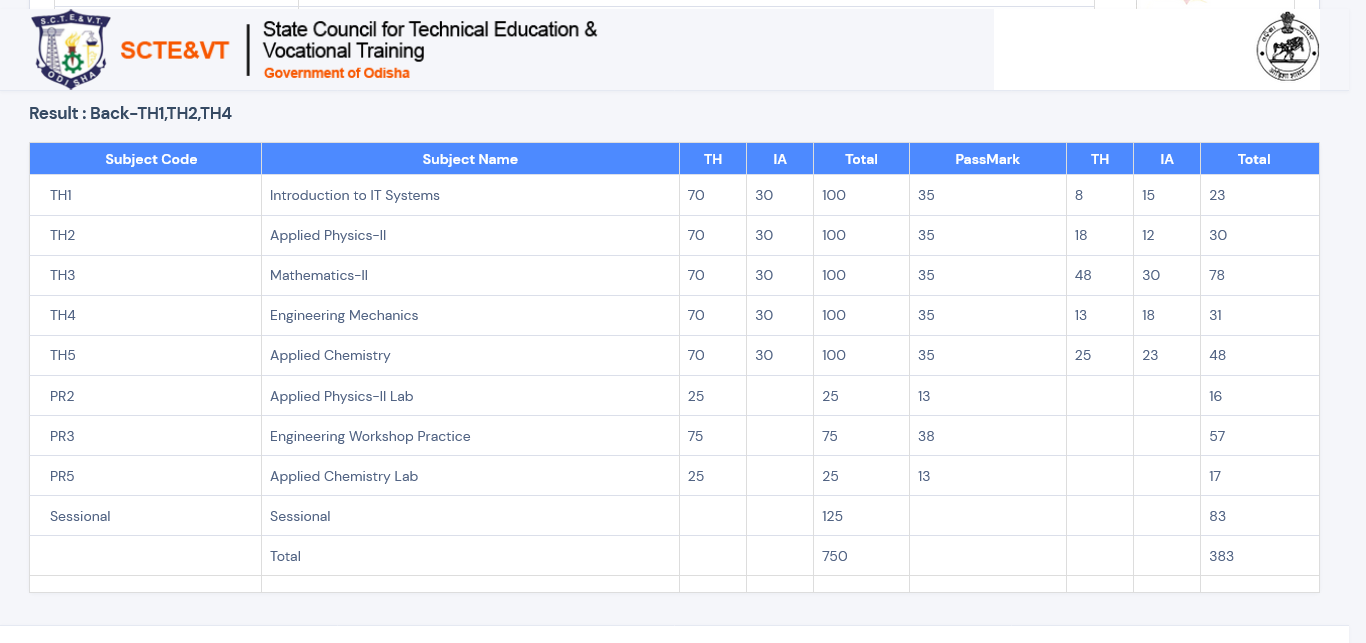 S.C.T.E.&V.T.
ODISHA
SCTE&VT
State Council for Technical Education &
Vocational Training
Government of Odisha
Result : Back-TH1,TH2,TH4
Subject Code Subject Name TH IA Total PassMark TH IA Total
TH1 Introduction to IT Systems 70 30 100 35 8 15 23
TH2 Applied Physics-II 70 30 100 35 18 12 30
TH3 Mathematics-II 70 30 100 35 48 30 78
TH4 Engineering Mechanics 70 30 100 35 13 18 31
TH5 Applied Chemistry 70 30 100 35 25 23 48
PR2 Applied Physics-II Lab 25 25 13 16
PR3 Engineering Workshop Practice 75 75 38 57
PR5 Applied Chemistry Lab 25 25 13 17
Sessional Sessional 125 83
Total 750 383